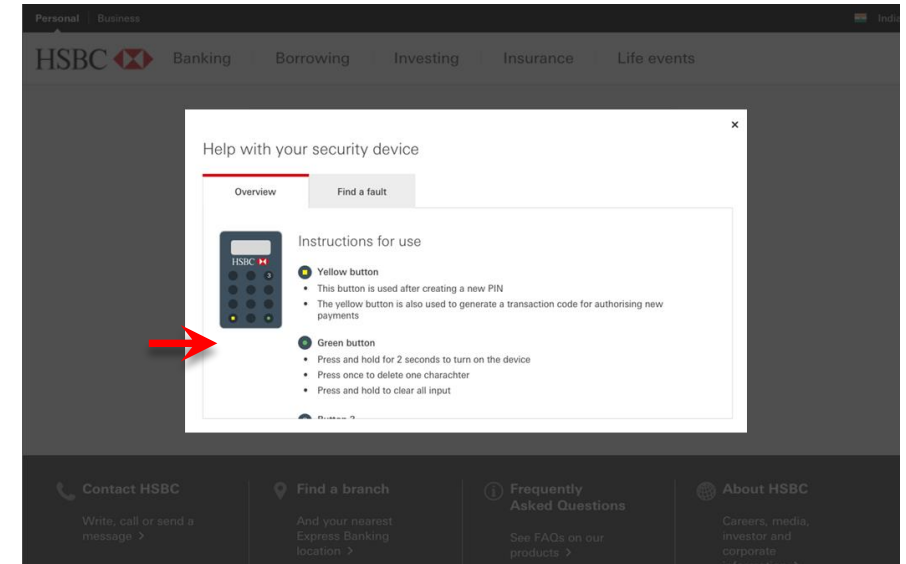 Personal | Business
India
HSBC
Banking
Borrowing
Investing
Insurance
Life events
×
Help with your security device
Overview
Find a fault
HSBC
3
Instructions for use
Yellow button
• This button is used after creating a new PIN
• The yellow button is also used to generate a transaction code for authorising new
payments
Green button
• Press and hold for 2 seconds to turn on the device
• Press once to delete one charachter
• Press and hold to clear all input
Button 3
Contact HSBC
Write, call or send a
message >
Find a branch
And your nearest
Express Banking
location >
Frequently
Asked Questions
See FAQs on our
products >
About HSBC
Careers, media,
investor and
corporate